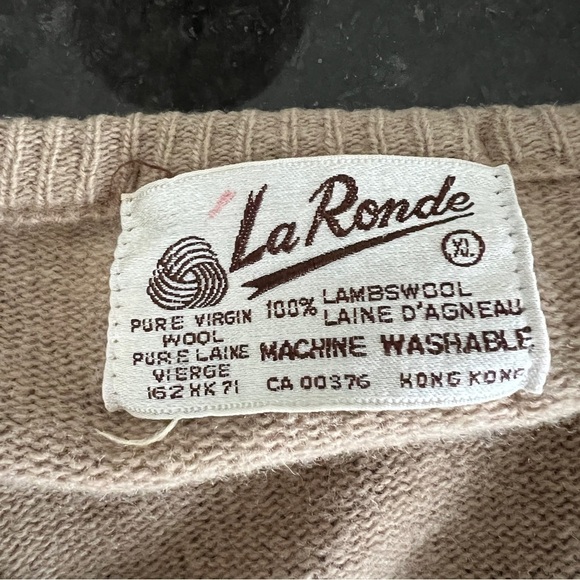 La Ronde
XL
100% LAMBSWOOL
LAINE D'AGNEAU
PURE VIRGIN
WOOL
PURE LAINE
VIERGE
MACHINE WASHABLE
162 HK 71
CA 00376
HONG KONG